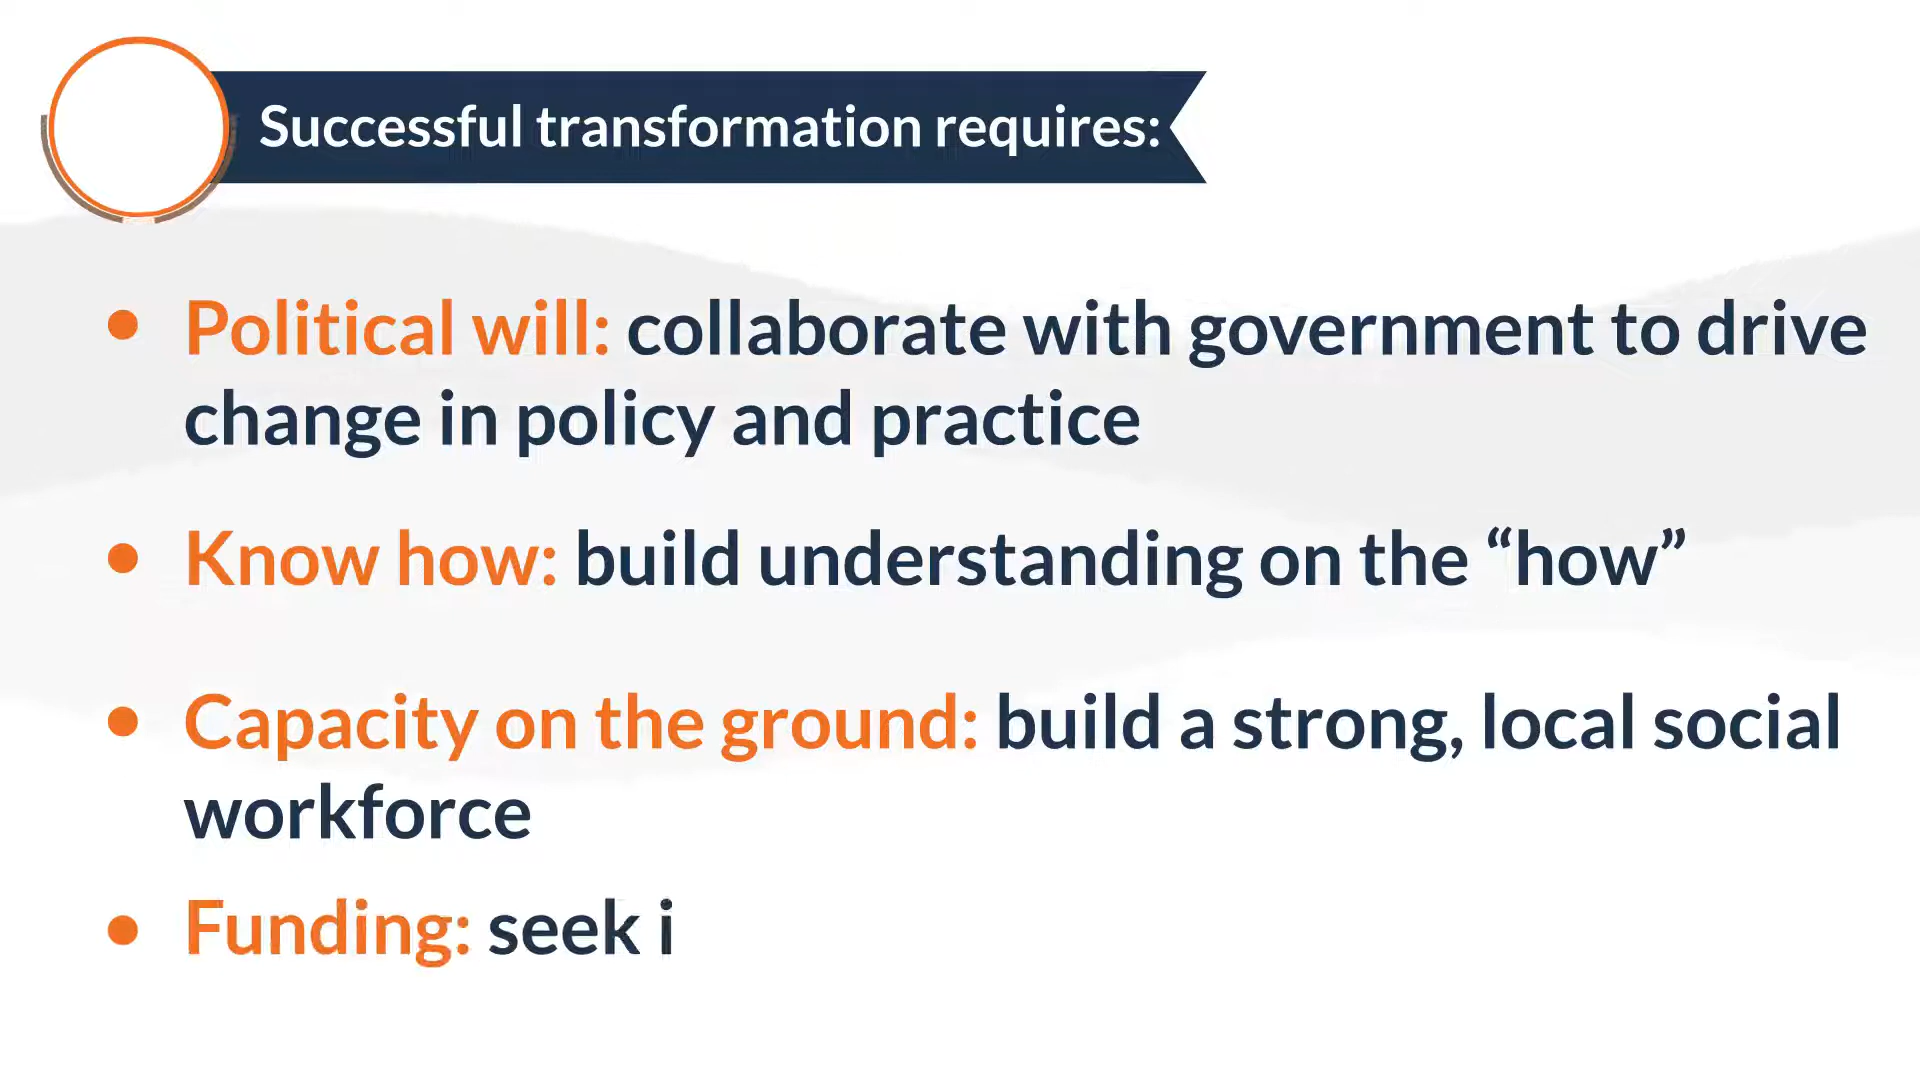 Successful transformation requires:
• Political will: collaborate with government to drive
change in policy and practice
• Know how: build understanding on the “how”
• Capacity on the ground: build a strong, local social
workforce
• Funding: seek i